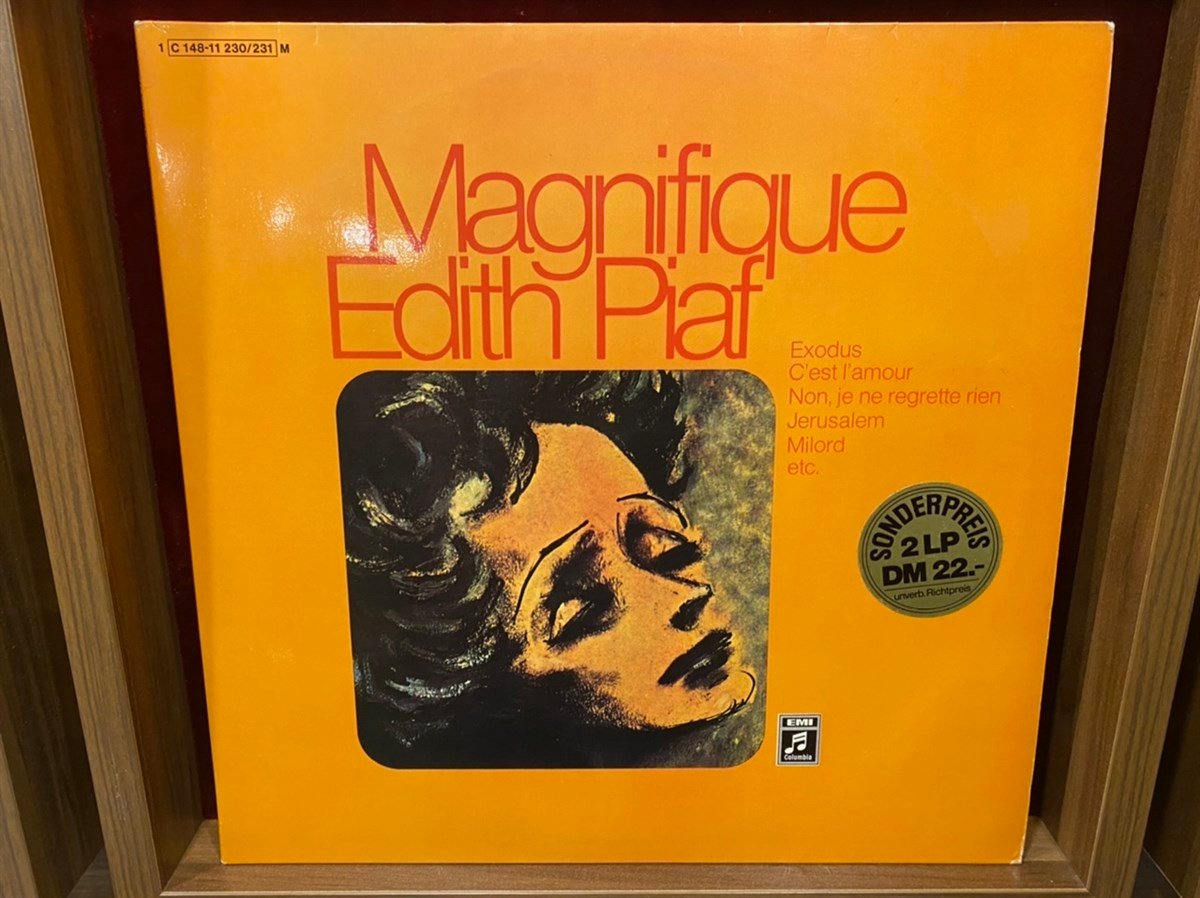 1 C 148-11 230/231 M
Magnifique
Edith Piaf
Exodus
C'est l'amour
Non, je ne regrette rien
Jerusalem
Milord
etc.
SONDERPREIS
2 LP
DM 22.-
unverb. Richtpreis
EMI
Columbia